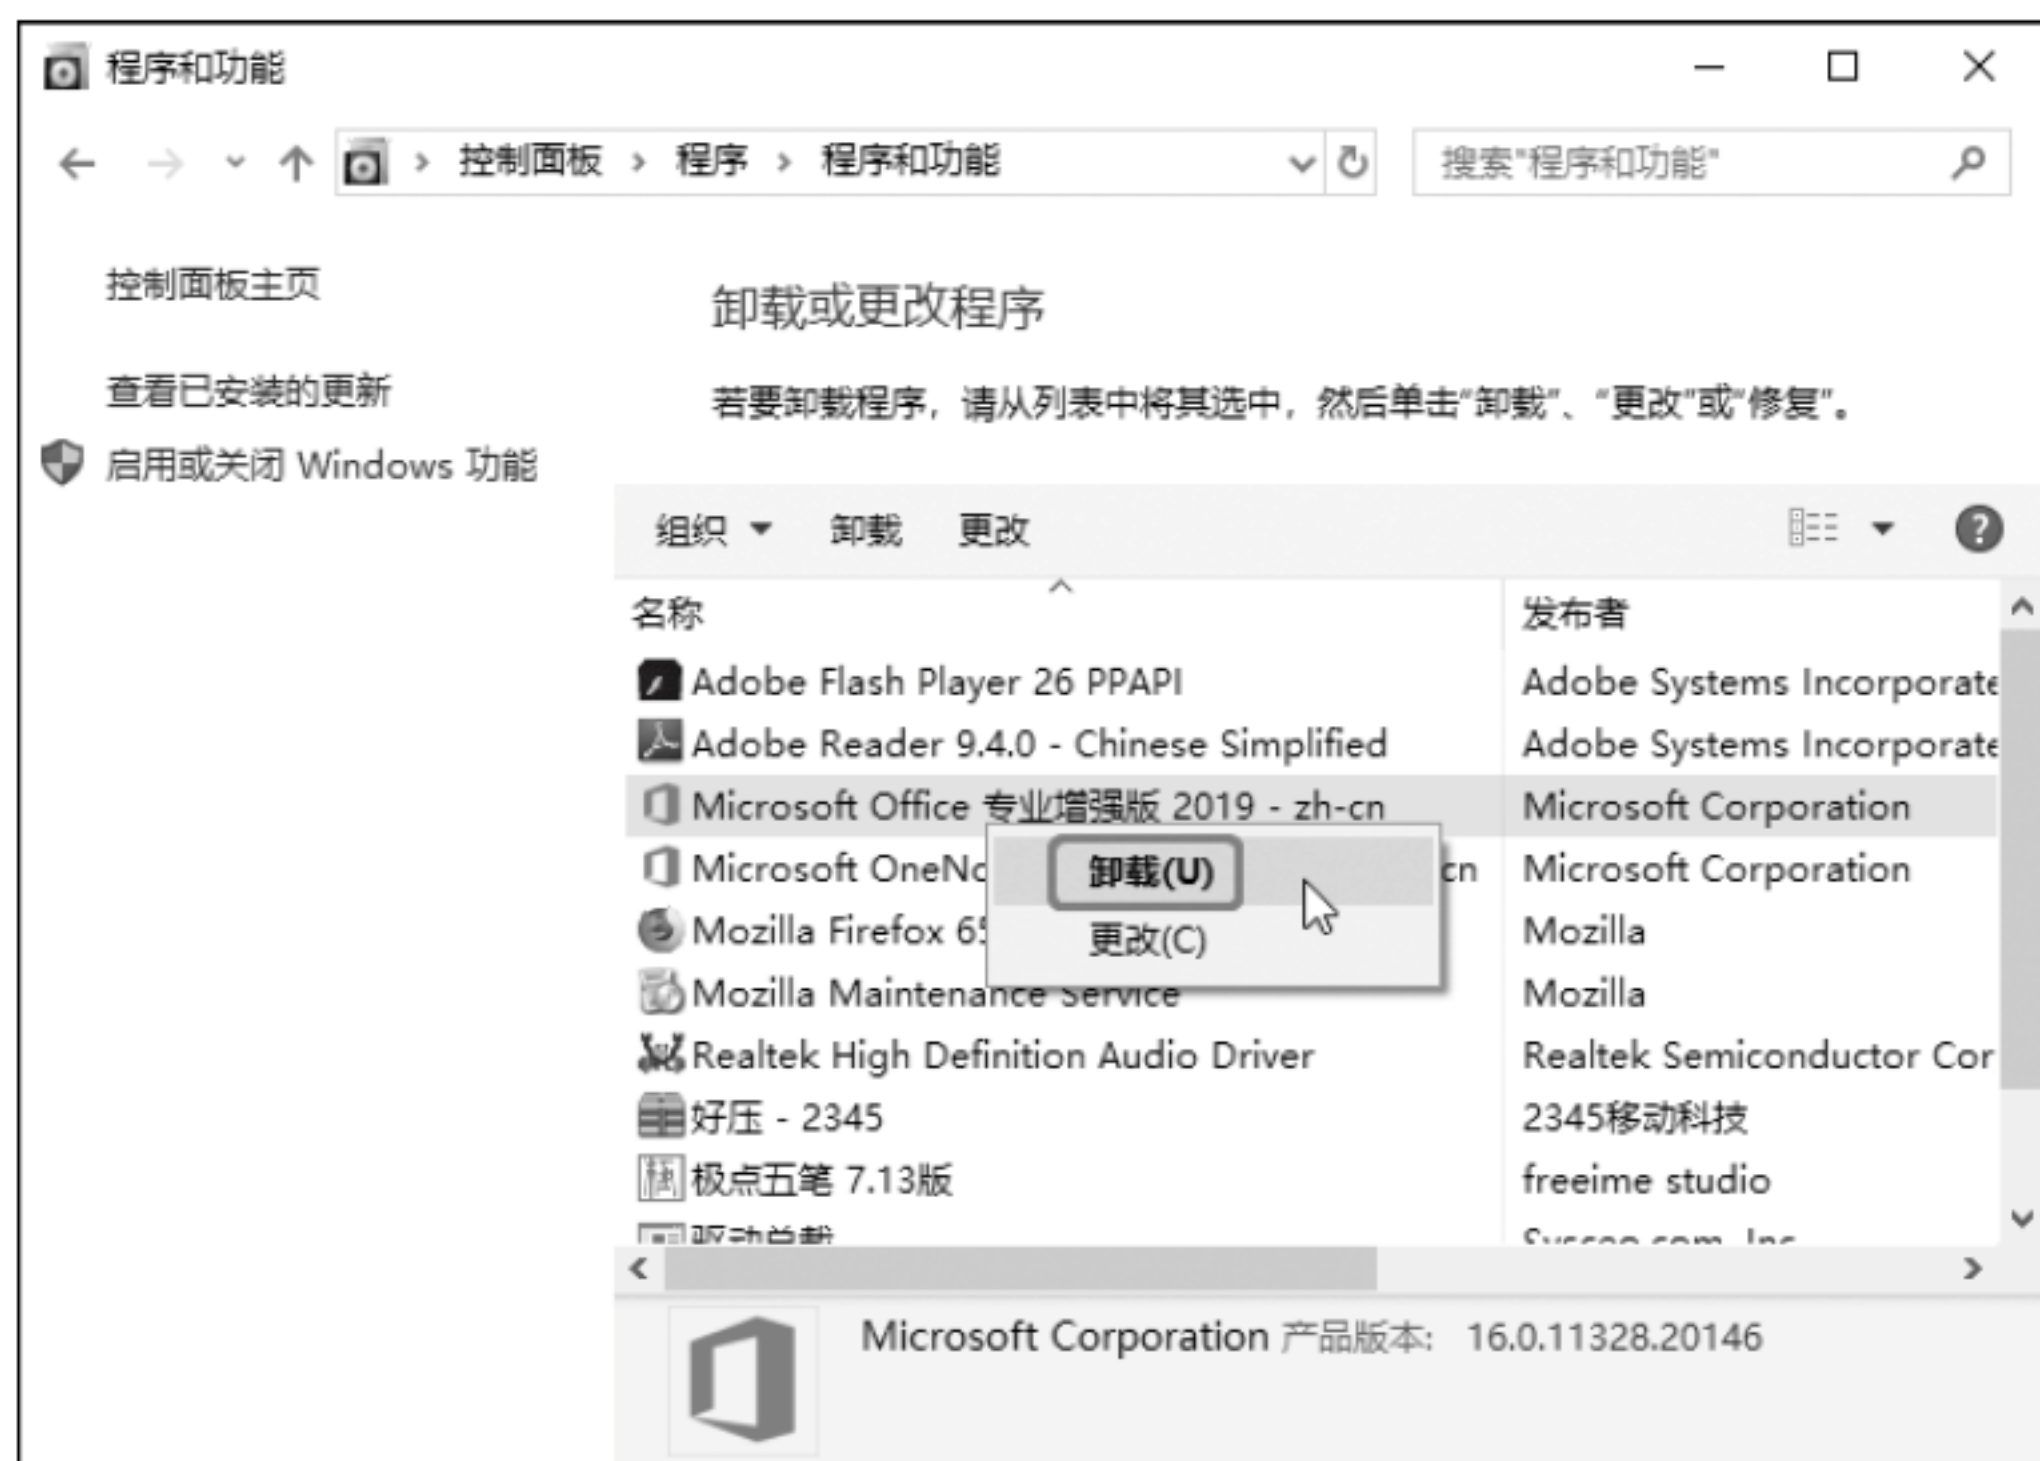 程序和功能
控制面板 › 程序 › 程序和功能
搜索"程序和功能"
控制面板主页
查看已安装的更新
启用或关闭 Windows 功能
卸载或更改程序
若要卸载程序，请从列表中将其选中，然后单击“卸载”、“更改”或“修复”。
组织 卸载 更改
名称 发布者
Adobe Flash Player 26 PPAPI Adobe Systems Incorporate
Adobe Reader 9.4.0 - Chinese Simplified Adobe Systems Incorporate
Microsoft Office 专业增强版 2019 - zh-cn Microsoft Corporation
Microsoft cn Microsoft Corporation
卸载(U)
Mozilla Firefox Mozilla
更改(C)
Mozilla Maintenance Service Mozilla
Realtek High Definition Audio Driver Realtek Semiconductor Cor
好压 - 2345 2345移动科技
极点五笔 7.13版 freeime studio
Microsoft Corporation 产品版本: 16.0.11328.20146